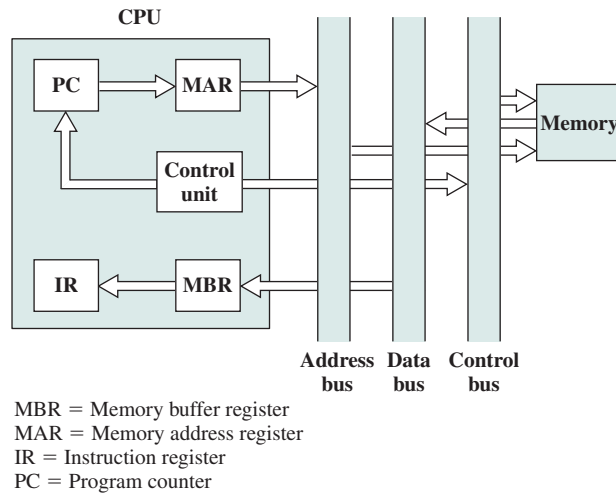 CPU
PC
MAR
Memory
Control
unit
IR
MBR
Address
bus
Data
bus
Control
bus
MBR = Memory buffer register
MAR = Memory address register
IR = Instruction register
PC = Program counter